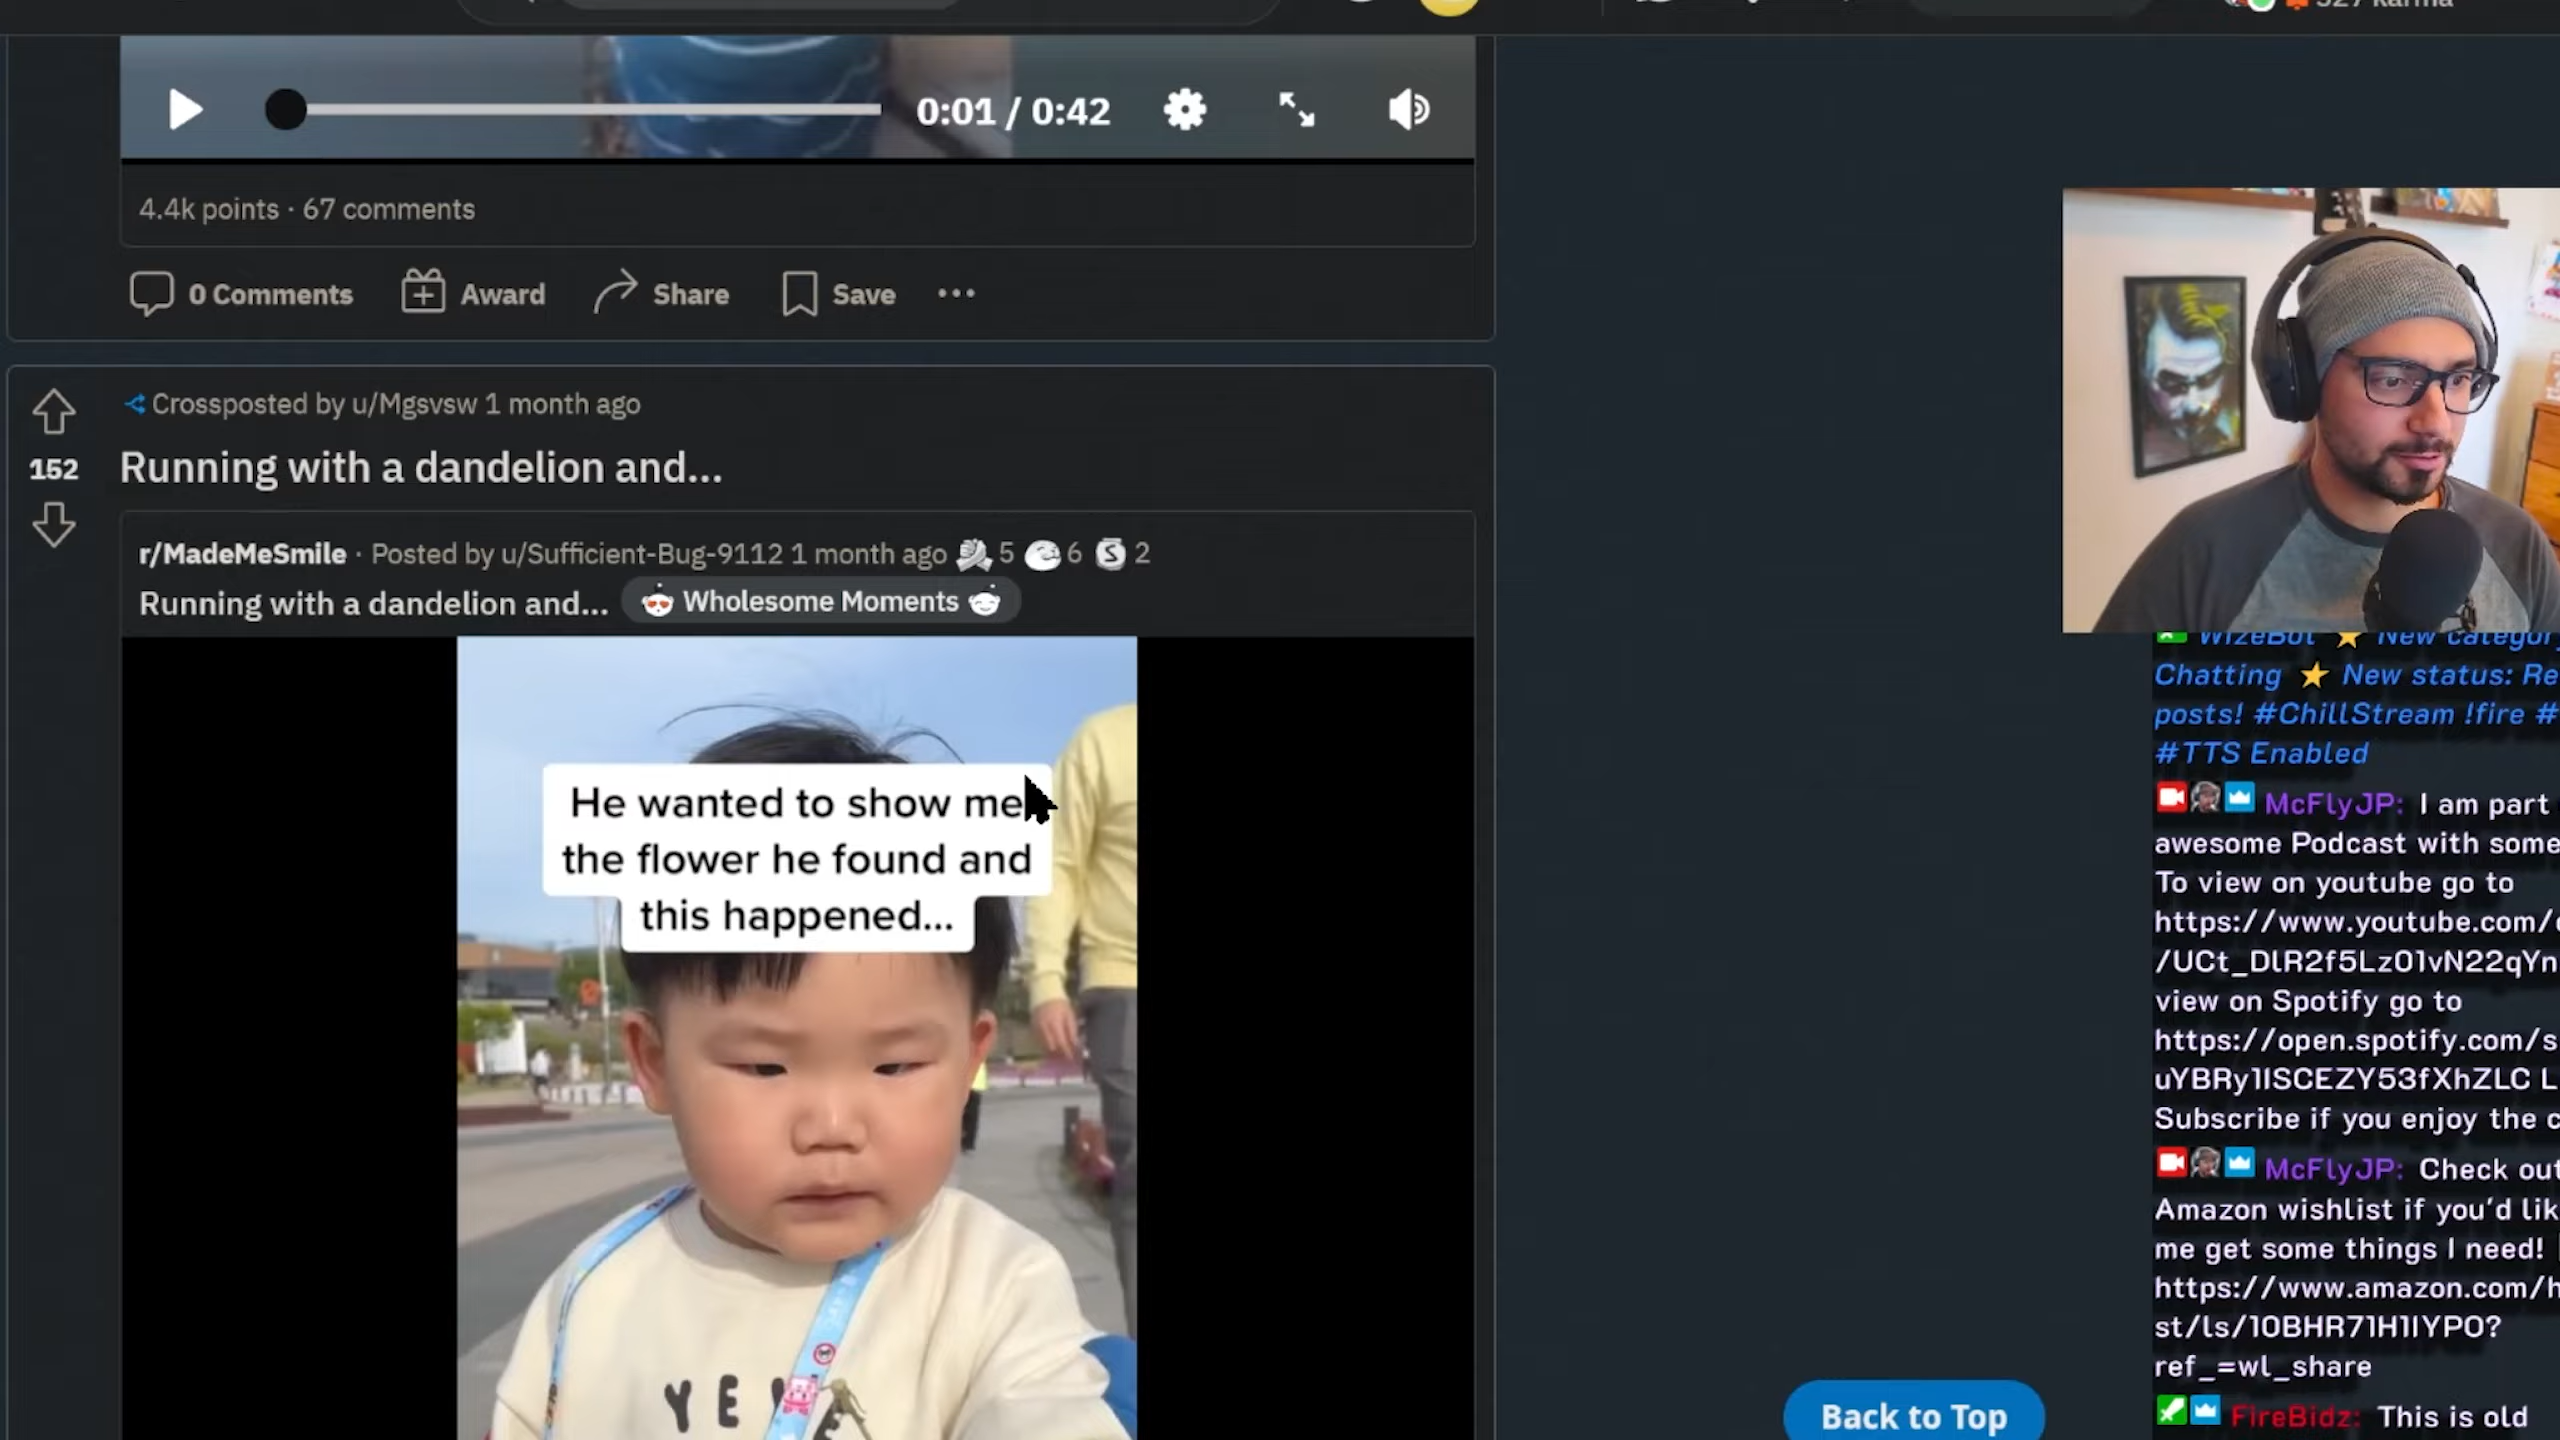 0:01 / 0:42
4.4k points · 67 comments
0 Comments Award Share Save
Crossposted by u/Mgsvsw 1 month ago
152
Running with a dandelion and...
r/MadeMeSmile · Posted by u/Sufficient-Bug-9112 1 month ago 5 6 2
Running with a dandelion and... Wholesome Moments
He wanted to show me
the flower he found and
this happened...
WizeBot New categor
Chatting New status: Re
posts! #ChillStream !fire #
#TTS Enabled
McFlyJP: I am part
awesome Podcast with some
To view on youtube go to
https://www.youtube.com/
/UCt_DlR2f5Lz01vN22qYn
view on Spotify go to
https://open.spotify.com/s
uYBRy1ISCEZY53fXhZLC L
Subscribe if you enjoy the c
McFlyJP: Check out
Amazon wishlist if you'd lik
me get some things I need!
https://www.amazon.com/h
st/ls/10BHR71H1IYPO?
ref_=wl_share
FireBidz: This is old
Back to Top